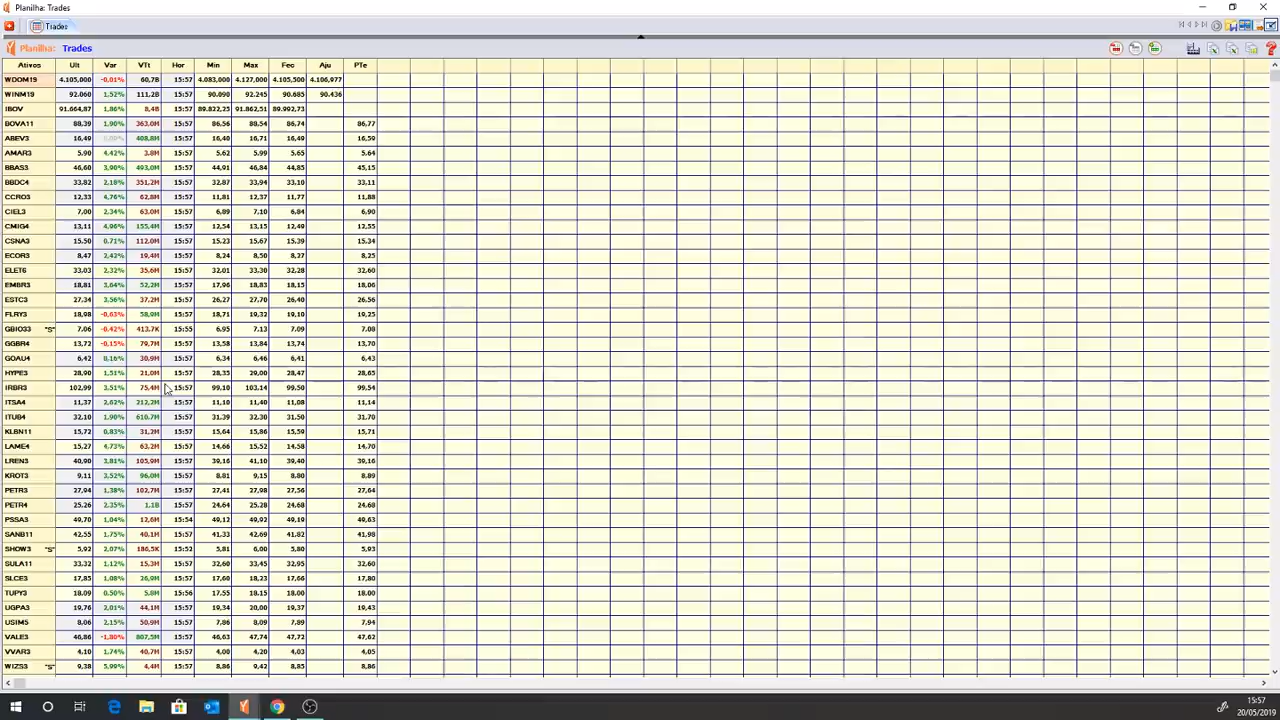 Planilha: Trades
Trades
Planilha: Trades
Ativos Ult Var VTt Hor Min Max Fec Aju PTe
WDOM19 4.105,000 -0,01% 60,7B 15:57 4.083,000 4.127,000 4.105,500 4.106,977
WINM19 92.060 1.52% 111,2B 15:57 90.090 92.245 90.685 90.436
IBOV 91.664,87 1,86% 8,4B 15:57 89.822,25 91.862,51 89.992,73
BOVA11 88,39 1,90% 363,0M 15:57 86,56 88,54 86,74 86,77
ABEV3 16,49 0,00% 408,8M 15:57 16,40 16,71 16,49 16,59
AMAR3 5.90 4,42% 3.8M 15:57 5.62 5,99 5,65 5.64
BBAS3 46,60 3,90% 493,0M 15:57 44,91 46,84 44,85 45,15
BBDC4 33,82 2,18% 351,2M 15:57 32,87 33,94 33,10 33,11
CCRO3 12,33 4,76% 62,8M 15:57 11,81 12,37 11,77 11,88
CIEL3 7,00 2,34% 63,0M 15:57 6,89 7,10 6,84 6,90
CMIG4 13,11 4,96% 155,4M 15:57 12,54 13,15 12,49 12,55
CSNA3 15.50 0,71% 112,0M 15:57 15.23 15,67 15.39 15,34
ECOR3 8,47 2,42% 19,4M 15:57 8,24 8,50 8,27 8,25
ELET6 33,03 2,32% 35,6M 15:57 32,01 33,30 32,28 32,60
EMBR3 18,81 3,64% 52,2M 15:57 17,96 18,83 18,15 18,06
ESTC3 27,34 3,56% 37,2M 15:57 26,27 27,70 26,40 26,56
FLRY3 18,98 -0,63% 58,9M 15:57 18,71 19,32 19,10 19,25
GBIO33 "S" 7,06 -0,42% 413,7K 15:55 6,95 7,13 7,09 7,08
GGBR4 13,72 -0,15% 79,7M 15:57 13,58 13,84 13,74 13,70
GOAU4 6,42 0,16% 30,9M 15:57 6,34 6,46 6,41 6,43
HYPE3 28,90 1,51% 21,0M 15:57 28,35 29,00 28,47 28,65
IRBR3 102,99 3,51% 75,4M 15:57 99,10 103,14 99,50 99,54
ITSA4 11,37 2,62% 212,2M 15:57 11,10 11,40 11,08 11,14
ITUB4 32,10 1,90% 610,7M 15:57 31,39 32,30 31,50 31,70
KLBN11 15,72 0,83% 31,2M 15:57 15,64 15,86 15,59 15,71
LAME4 15,27 4,73% 63,2M 15:57 14,66 15,52 14,58 14,70
LREN3 40,90 3,81% 105,9M 15:57 39,16 41,10 39,40 39,16
KROT3 9,11 3,52% 96,0M 15:57 8,81 9,15 8,80 8,89
PETR3 27,94 1,38% 102,7M 15:57 27,41 27,98 27,56 27,64
PETR4 25,26 2,35% 1,1B 15:57 24,64 25,28 24,68 24,68
PSSA3 49,70 1,04% 12,6M 15:54 49,12 49,92 49,19 49,63
SANB11 42,55 1,75% 40,1M 15:57 41,33 42,69 41,82 41,98
SHOW3 "S" 5,92 2,07% 186,5K 15:52 5,81 6,00 5,80 5,93
SULA11 33,32 1,12% 15,3M 15:57 32,60 33,45 32,95 32,60
SLCE3 17,85 1,08% 26,9M 15:57 17,60 18,23 17,66 17,80
TUPY3 18,09 0,50% 5,8M 15:56 17,55 18,15 18,00 18,00
UGPA3 19,76 2,01% 44,1M 15:57 19,34 20,00 19,37 19,43
USIM5 8,06 2,15% 50,9M 15:57 7,86 8,09 7,89 7,94
VALE3 46,86 -1,80% 807,5M 15:57 46,63 47,74 47,72 47,62
VVAR3 4,10 1,74% 40,7M 15:57 4,00 4,20 4,03 4,05
WIZS3 "S" 9,38 5,99% 4,4M 15:57 8,86 9,42 8,85 8,86
15:57
20/05/2019